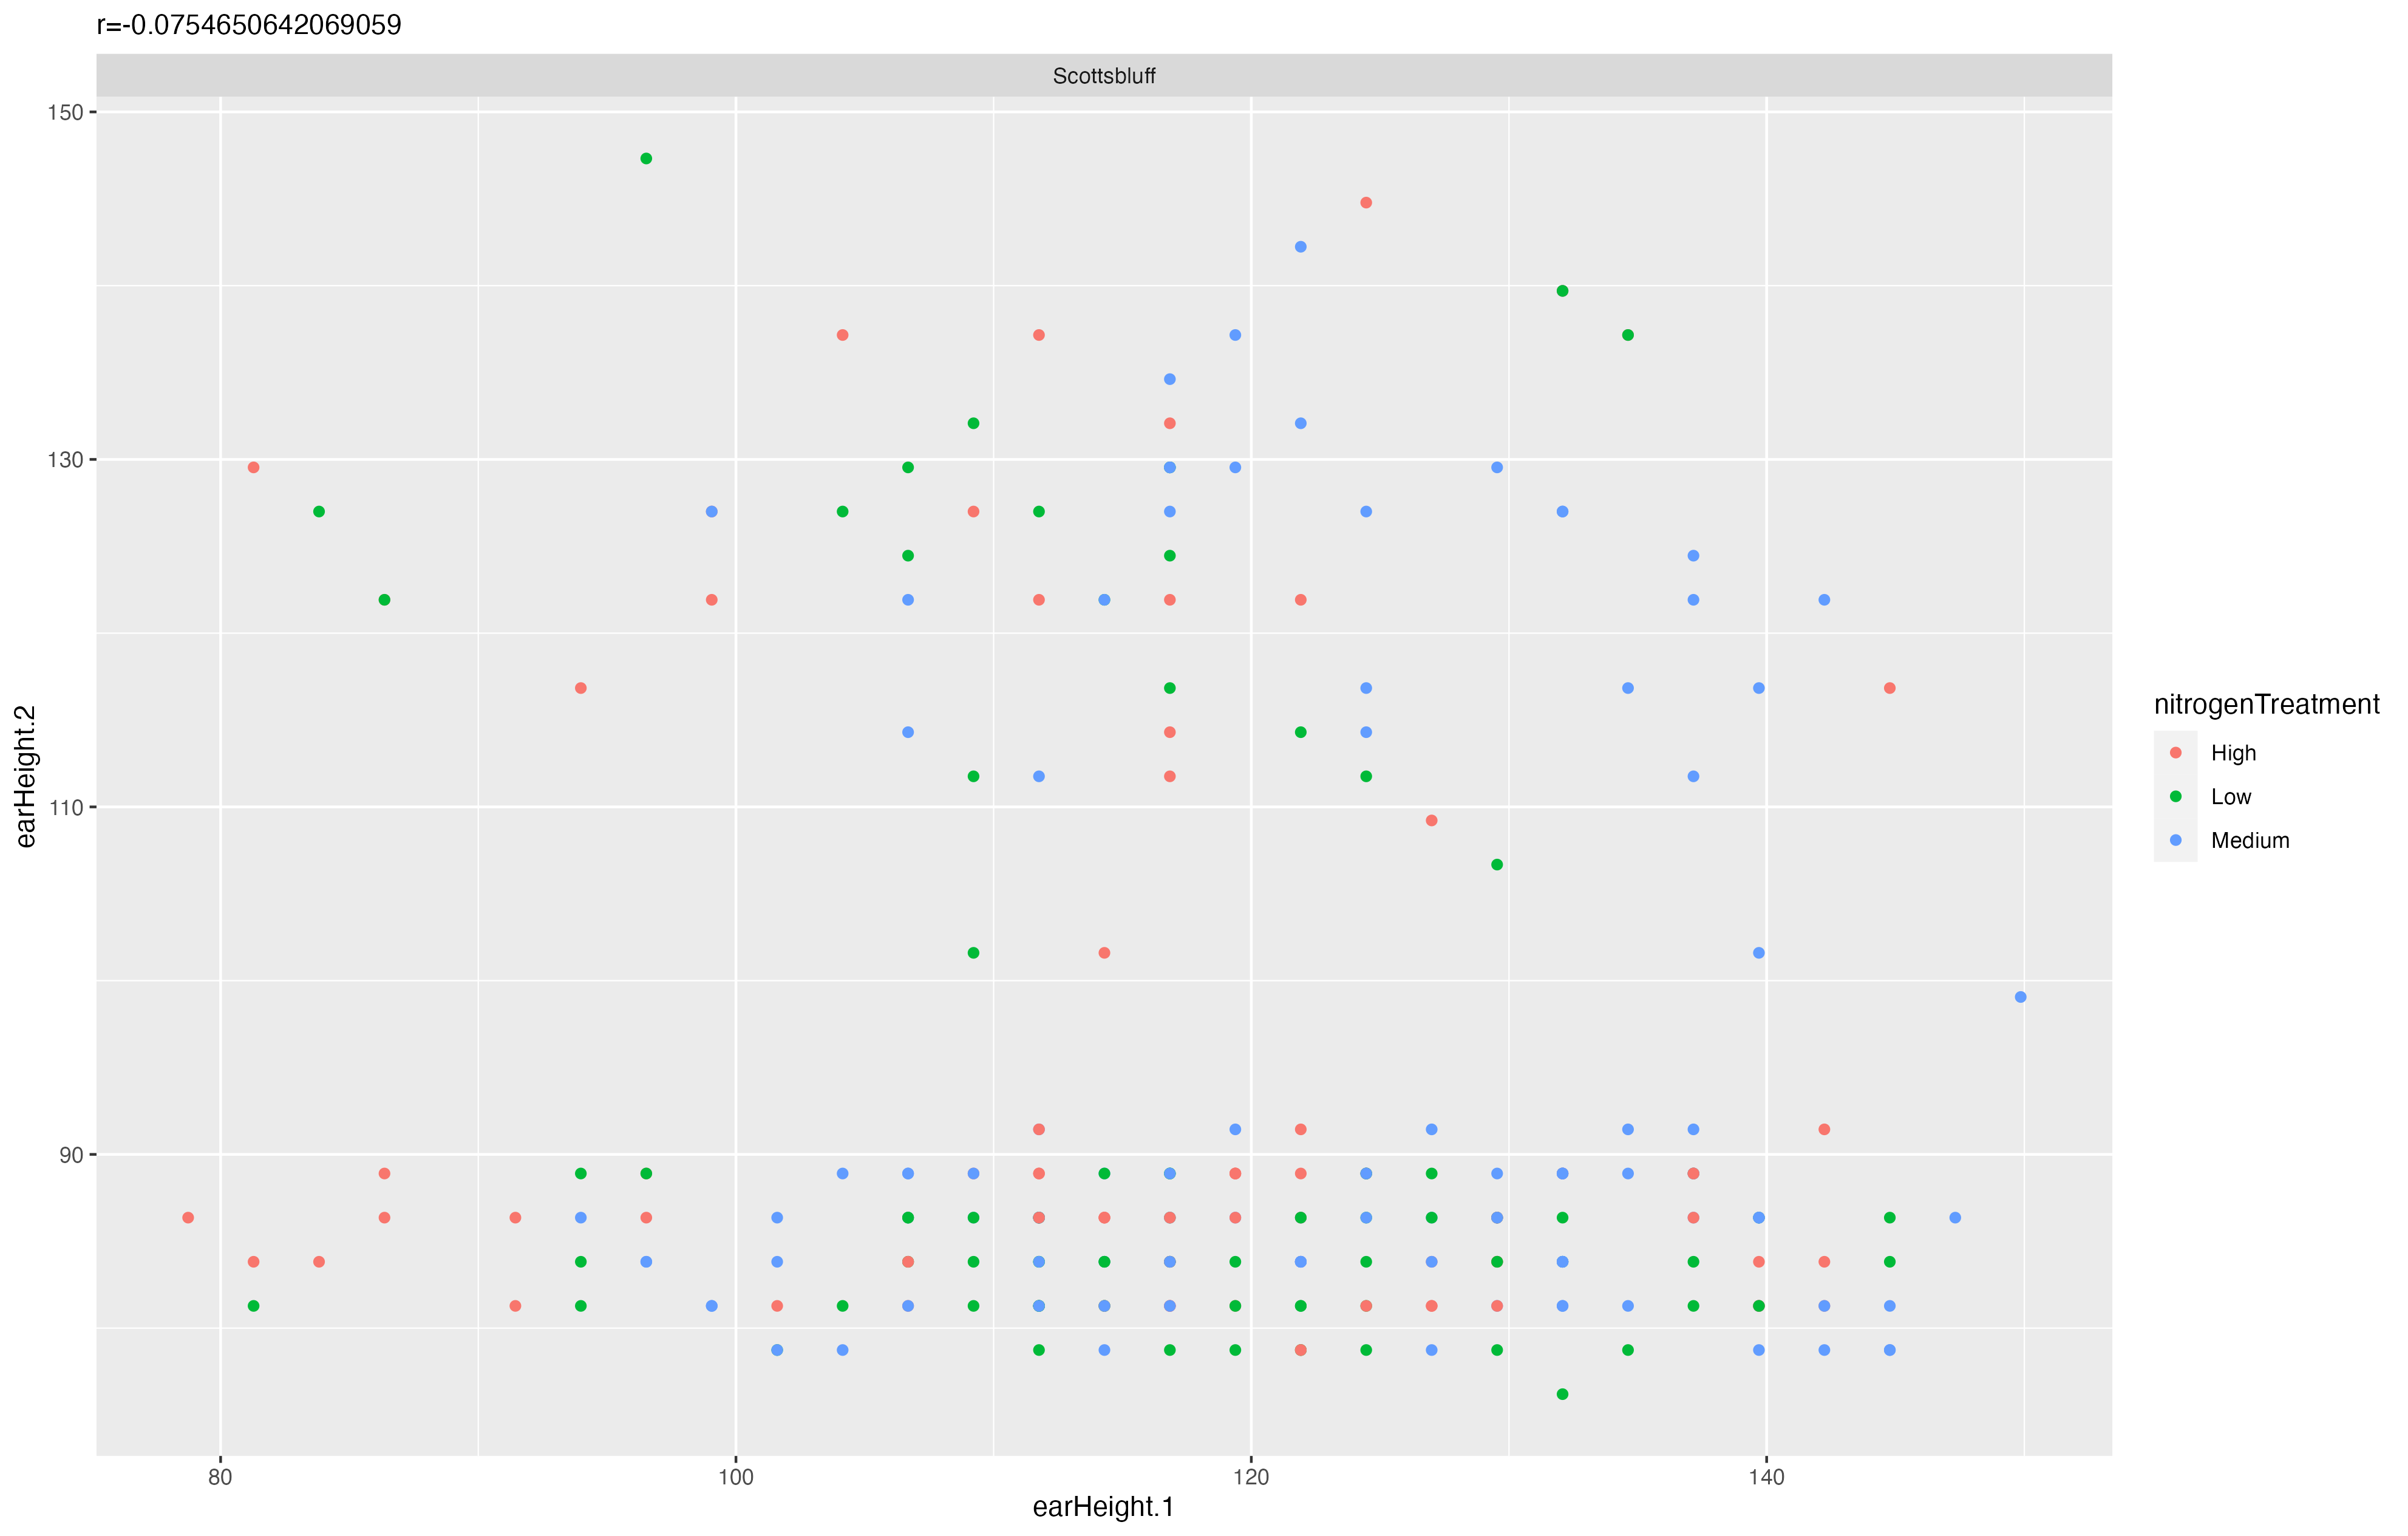 r=-0.0754650642069059
Scottsbluff
150
130
110
90
earHeight.2
80
100
120
140
earHeight.1
nitrogenTreatment
High
Low
Medium